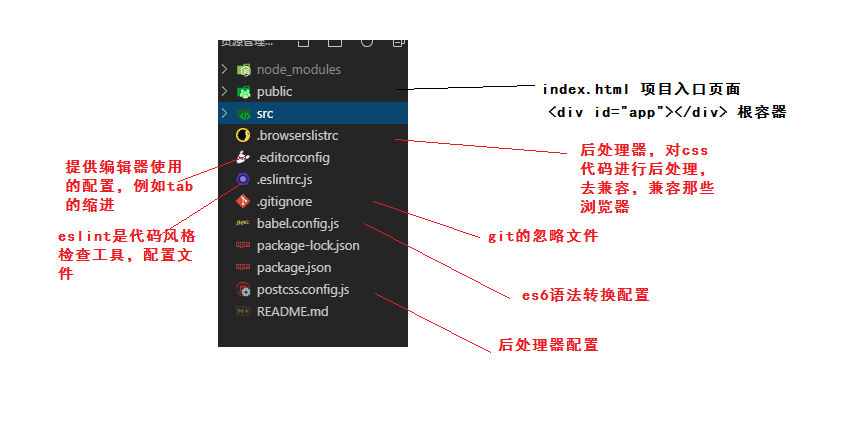 资源管理...
node_modules
public
src
.browserslistrc
.editorconfig
.eslintrc.js
.gitignore
babel.config.js
package-lock.json
package.json
postcss.config.js
README.md
index.html 项目入口页面
<div id="app"></div> 根容器
后处理器，对css
代码进行后处理，
去兼容，兼容那些
浏览器
提供编辑器使用
的配置，例如tab
的缩进
eslint是代码风格
检查工具，配置文
件
git的忽略文件
es6语法转换配置
后处理器配置